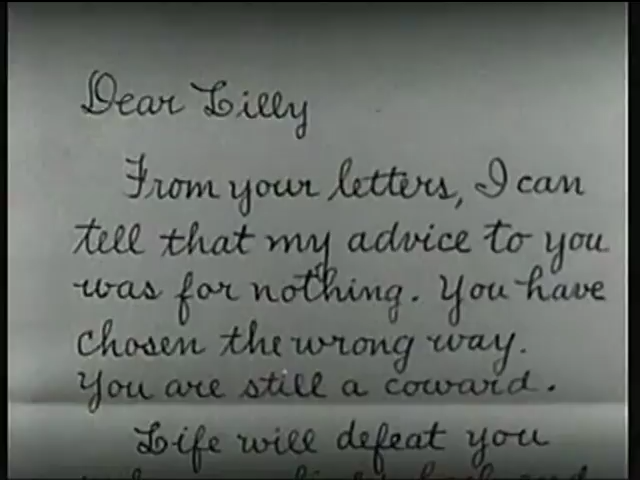 Dear Lilly
From your letters, I can
tell that my advice to you
was for nothing. You have
chosen the wrong way.
You are still a coward.
Life will defeat you